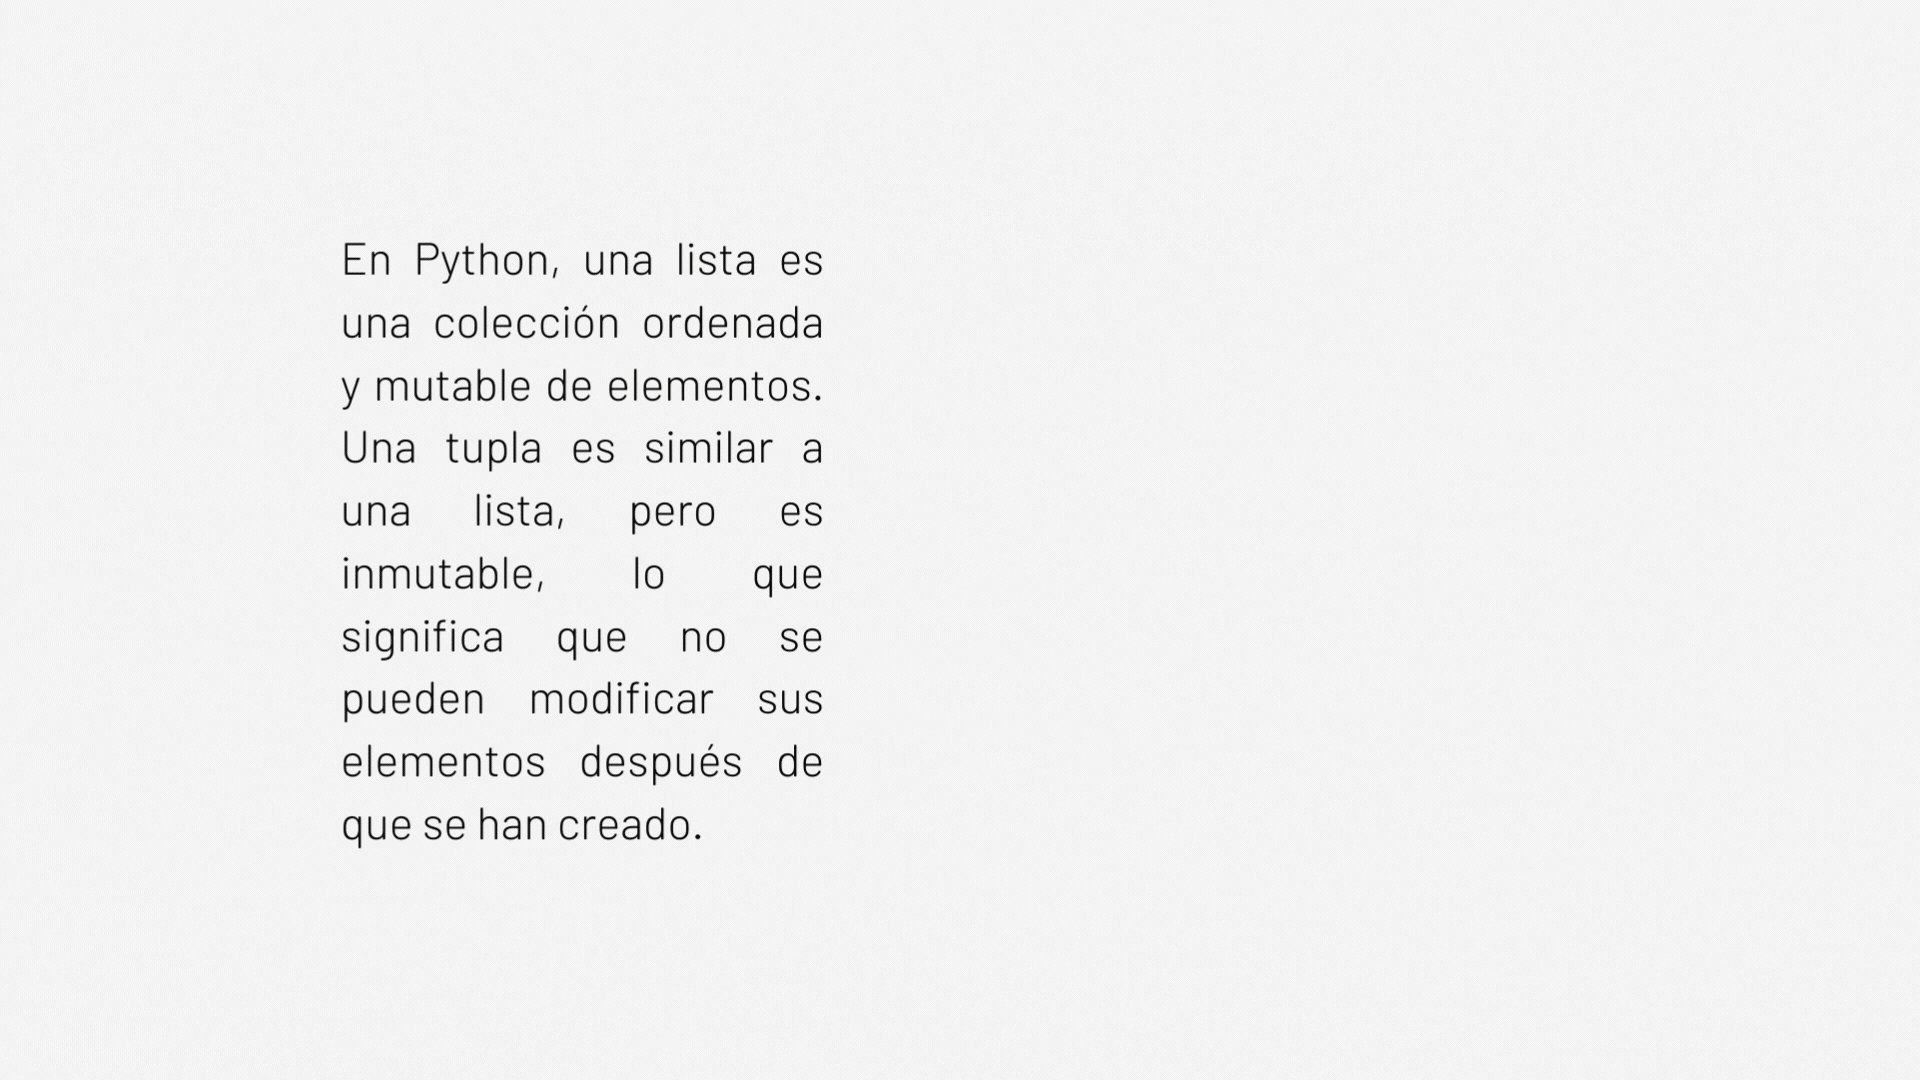 En Python, una lista es
una colección ordenada
y mutable de elementos.
Una tupla es similar a
una lista, pero es
inmutable, lo que
significa que no se
pueden modificar sus
elementos después de
que se han creado.